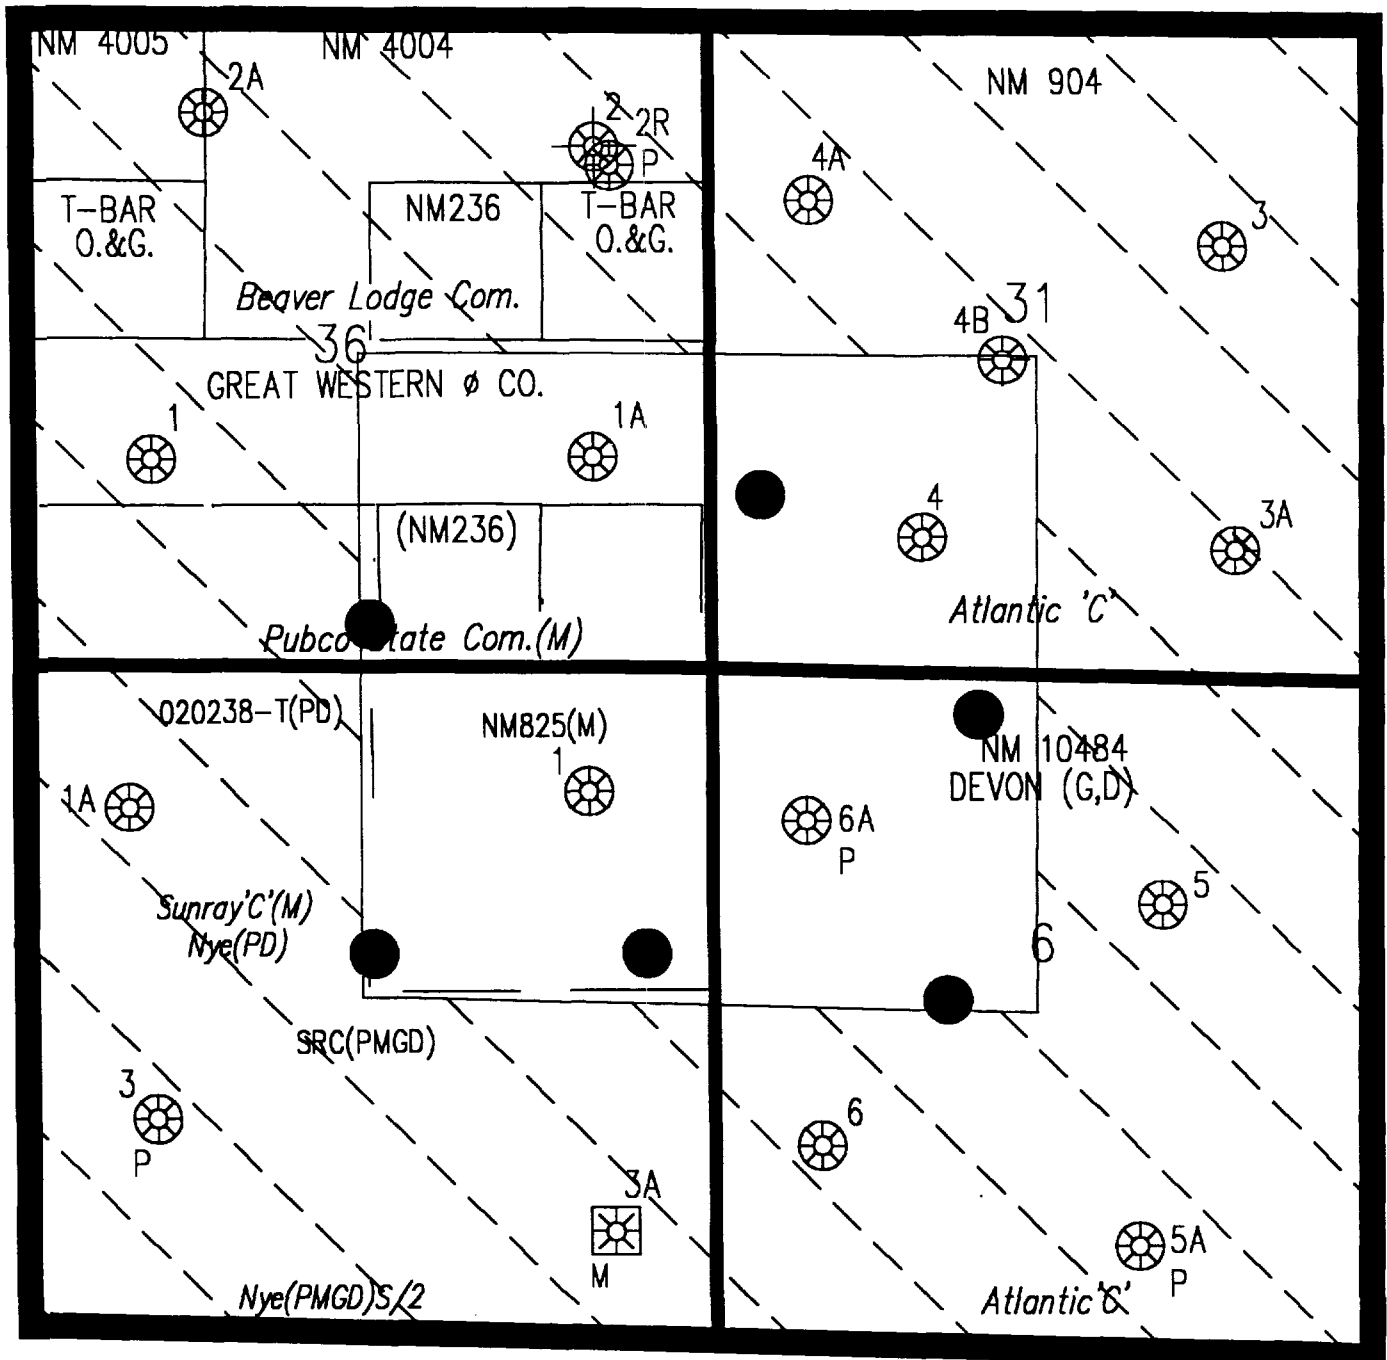 NM 4005
NM 4004
NM 904
2A
2
2R
P
4A
3
T-BAR
O.&G.
NM236
T-BAR
O.&G.
Beaver Lodge Com.
31
4B
36
GREAT WESTERN ø CO.
1
1A
4
3A
(NM236)
Atlantic 'C'
Pubco State Com.(M)
020238-T(PD)
NM825(M)
1
NM 10484
DEVON (G,D)
1A
6A
P
5
Sunray'C'(M)
Nye(PD)
6
SRC(PMGD)
3
P
6
3A
M
5A
P
Nye(PMGD)S/2
Atlantic'C'